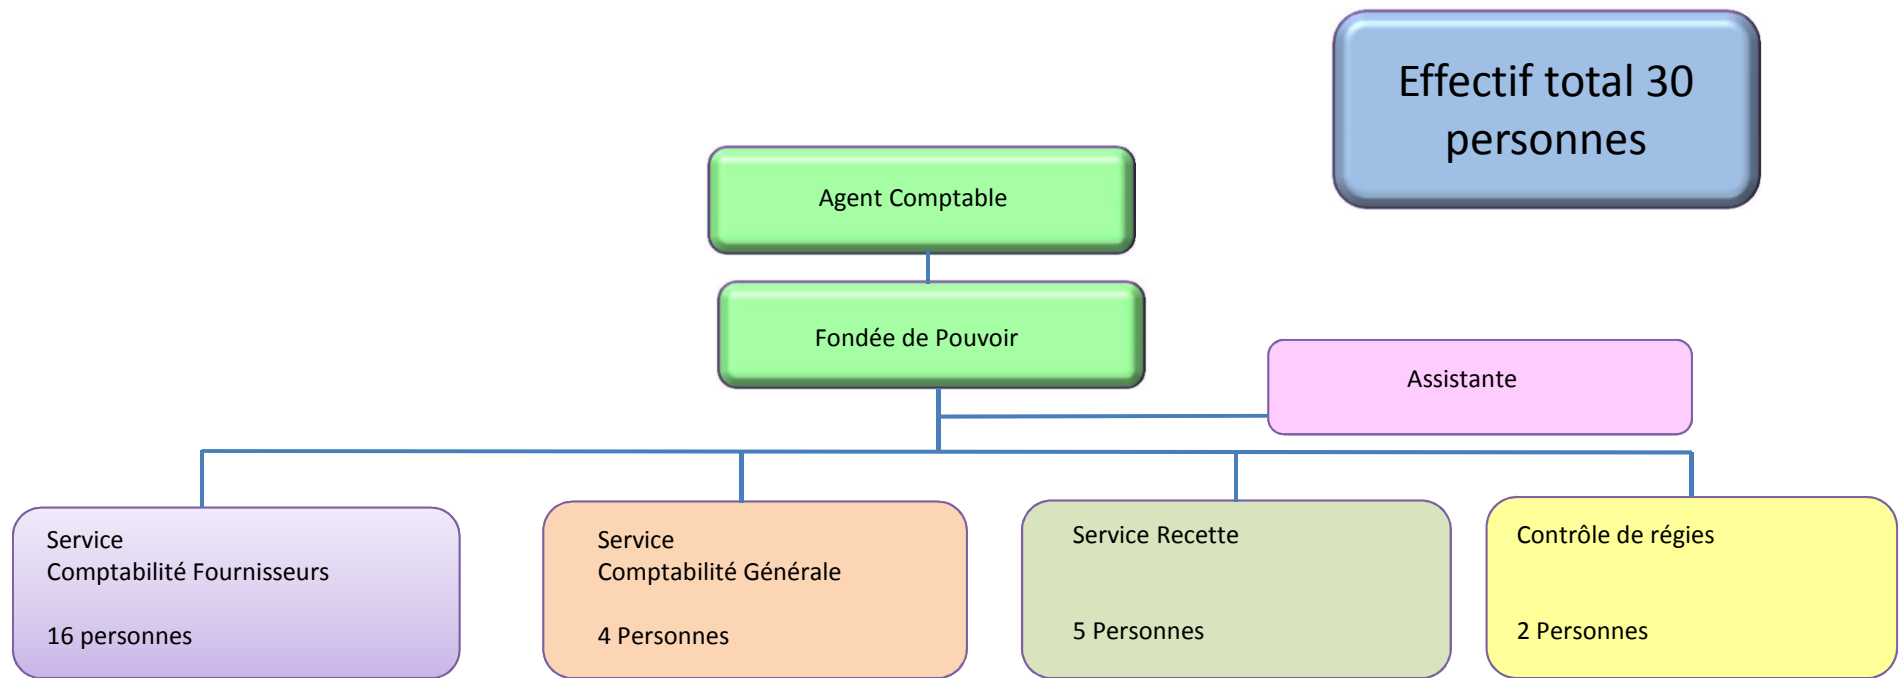 Effectif total 30
personnes
Agent Comptable
Fondée de Pouvoir
Assistante
Service
Comptabilité Fournisseurs
16 personnes
Service
Comptabilité Générale
4 Personnes
Service Recette
5 Personnes
Contrôle de régies
2 Personnes